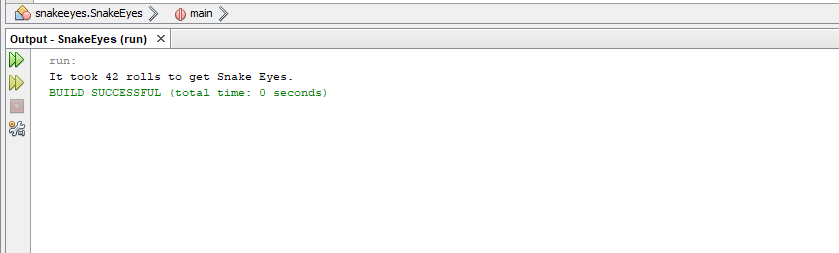 snakeeyes.SnakeEyes main
Output - SnakeEyes (run)
run:
It took 42 rolls to get Snake Eyes.
BUILD SUCCESSFUL (total time: 0 seconds)